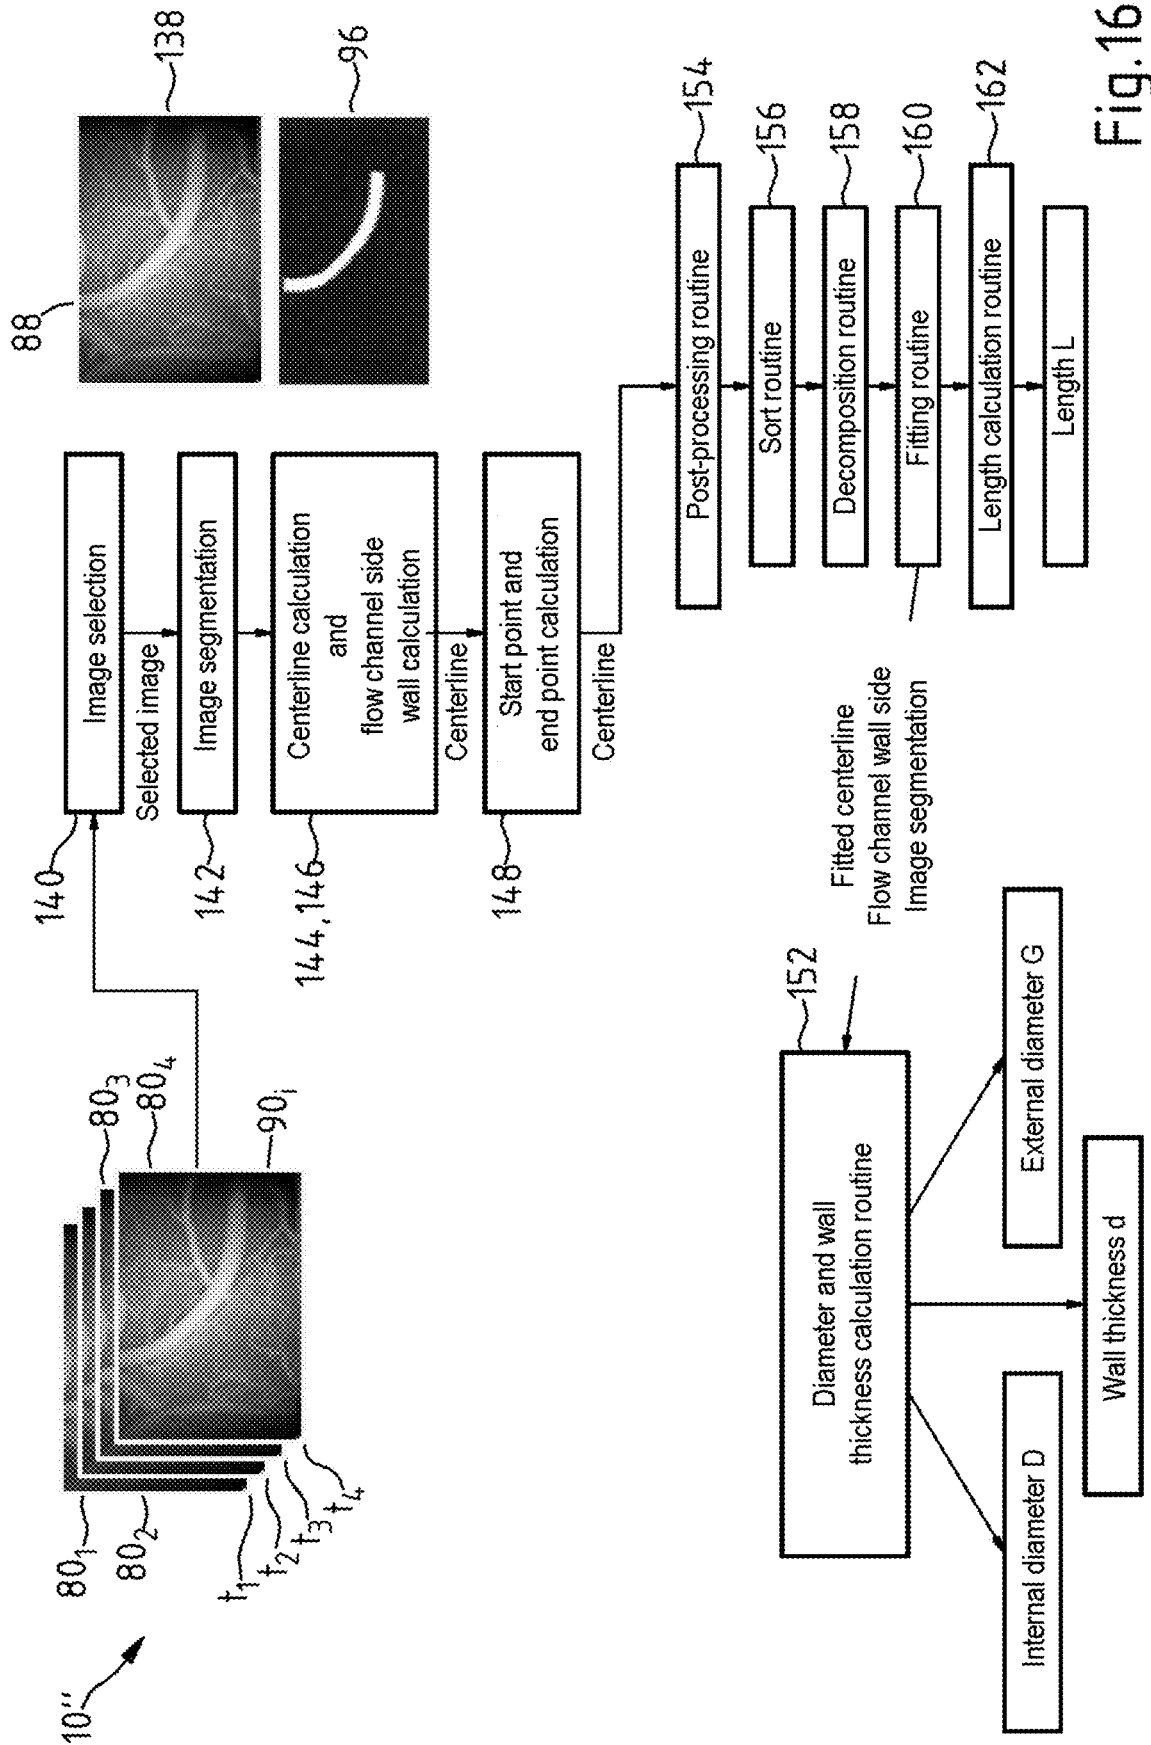 10''
80₁
80₂
80₃
80₄
90ᵢ
t₁
t₂
t₃
t₄
88
138
96
140
Image selection
Selected image
142
Image segmentation
144, 146
Centerline calculation
and
flow channel side
wall calculation
Centerline
148
Start point and
end point calculation
Centerline
Post-processing routine
154
Sort routine
156
Decomposition routine
158
Fitting routine
160
Length calculation routine
162
Length L
Fitted centerline
Flow channel wall side
Image segmentation
152
Diameter and wall
thickness calculation routine
Internal diameter D
Wall thickness d
External diameter G
Fig.16